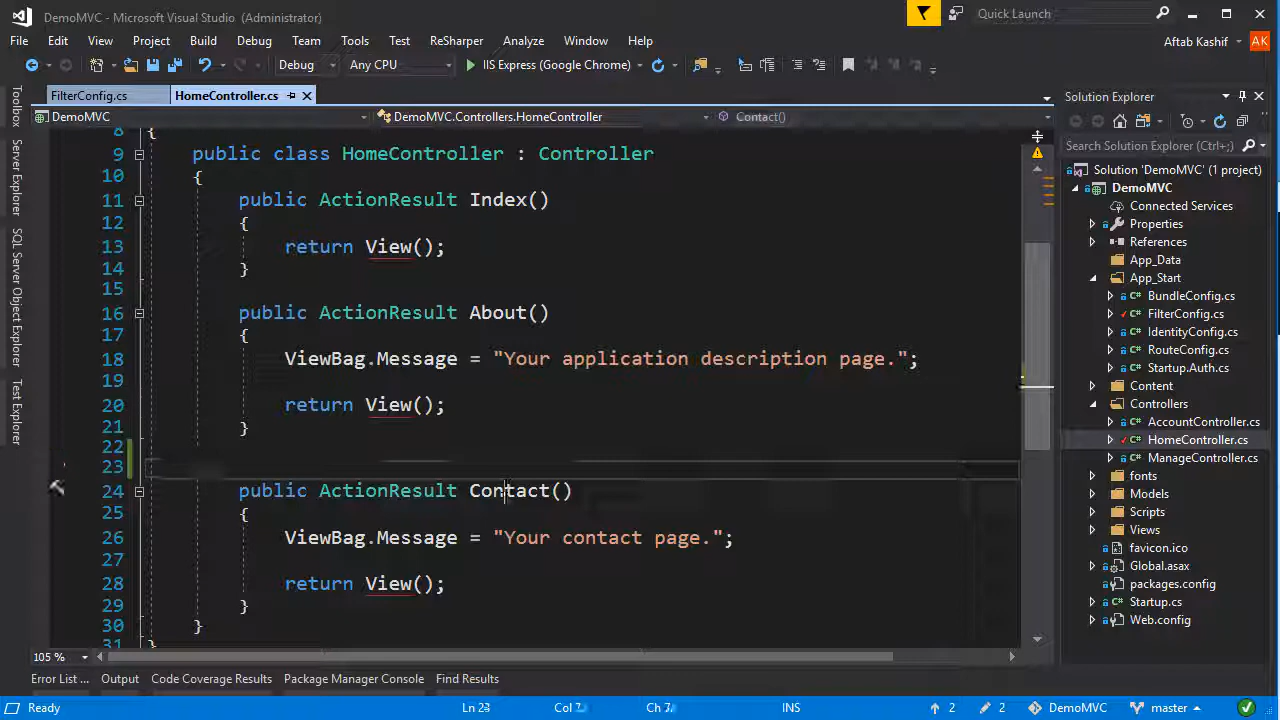 DemoMVC - Microsoft Visual Studio (Administrator)
Quick Launch
File Edit View Project Build Debug Team Tools Test ReSharper Analyze Window Help
Aftab Kashif AK
Debug Any CPU IIS Express (Google Chrome)
FilterConfig.cs HomeController.cs
DemoMVC DemoMVC.Controllers.HomeController Contact()
Toolbox
Server Explorer
SQL Server Object Explorer
Test Explorer
8 {
9 public class HomeController : Controller
10 {
11 public ActionResult Index()
12 {
13 return View();
14 }
15
16 public ActionResult About()
17 {
18 ViewBag.Message = "Your application description page.";
19
20 return View();
21 }
22
23
24 public ActionResult Contact()
25 {
26 ViewBag.Message = "Your contact page.";
27
28 return View();
29 }
30 }
31 }
105 %
Solution Explorer
Search Solution Explorer (Ctrl+;)
Solution 'DemoMVC' (1 project)
DemoMVC
Connected Services
Properties
References
App_Data
App_Start
C# BundleConfig.cs
C# FilterConfig.cs
C# IdentityConfig.cs
C# RouteConfig.cs
C# Startup.Auth.cs
Content
Controllers
C# AccountController.cs
C# HomeController.cs
C# ManageController.cs
fonts
Models
Scripts
Views
favicon.ico
Global.asax
packages.config
C# Startup.cs
Web.config
Error List ... Output Code Coverage Results Package Manager Console Find Results
Ready Ln 23 Col 7 Ch 7 INS 2 2 DemoMVC master